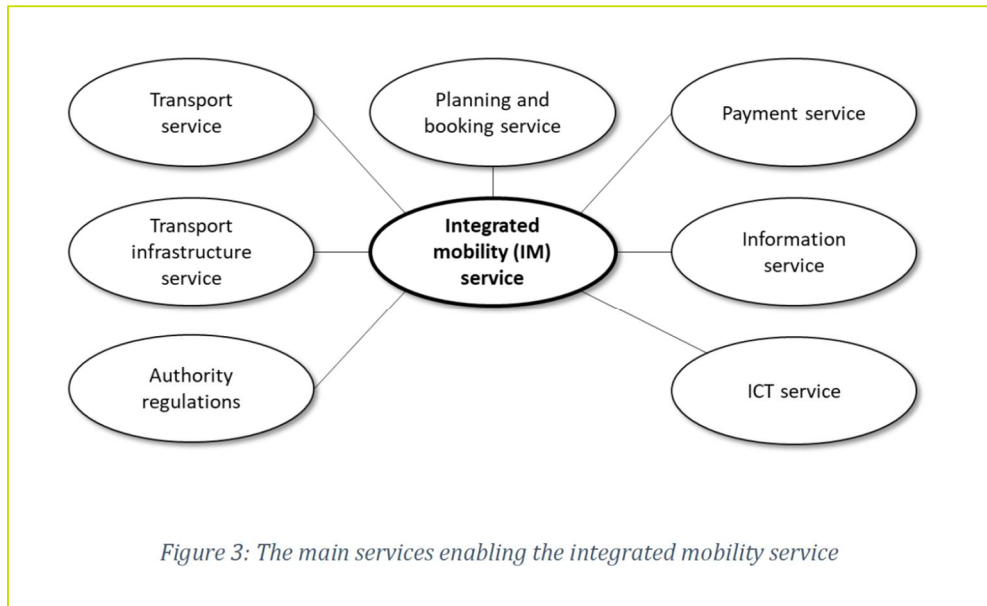 Transport
service
Planning and
booking service
Payment service
Transport
infrastructure
service
Integrated
mobility (IM)
service
Information
service
Authority
regulations
ICT service
Figure 3: The main services enabling the integrated mobility service